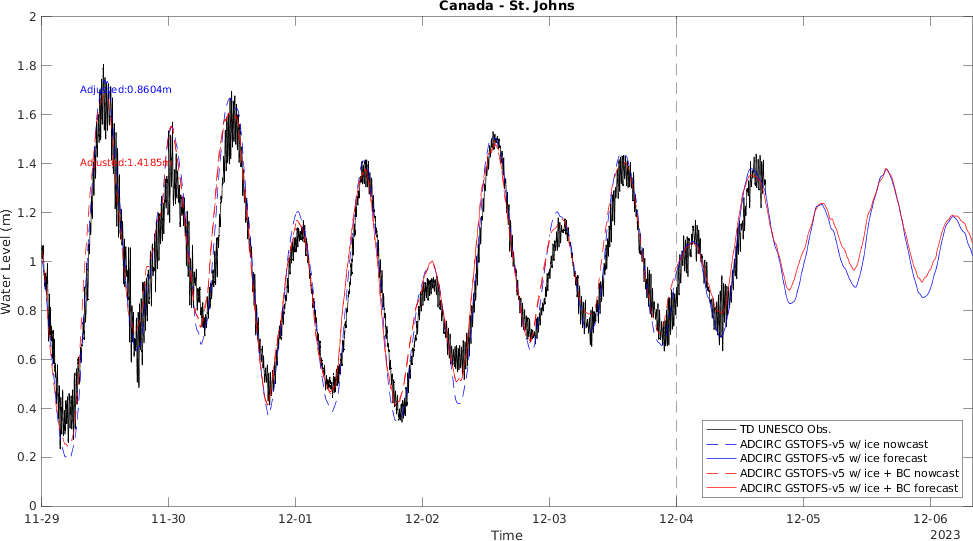 Canada - St. Johns
2
1.8
1.6
1.4
1.2
1
0.8
0.6
0.4
0.2
0
Water Level (m)
Adjusted:0.8604m
Adjusted:1.4185m
TD UNESCO Obs.
ADCIRC GSTOFS-v5 w/ ice nowcast
ADCIRC GSTOFS-v5 w/ ice forecast
ADCIRC GSTOFS-v5 w/ ice + BC nowcast
ADCIRC GSTOFS-v5 w/ ice + BC forecast
11-29 11-30 12-01 12-02 12-03 12-04 12-05 12-06
Time
2023